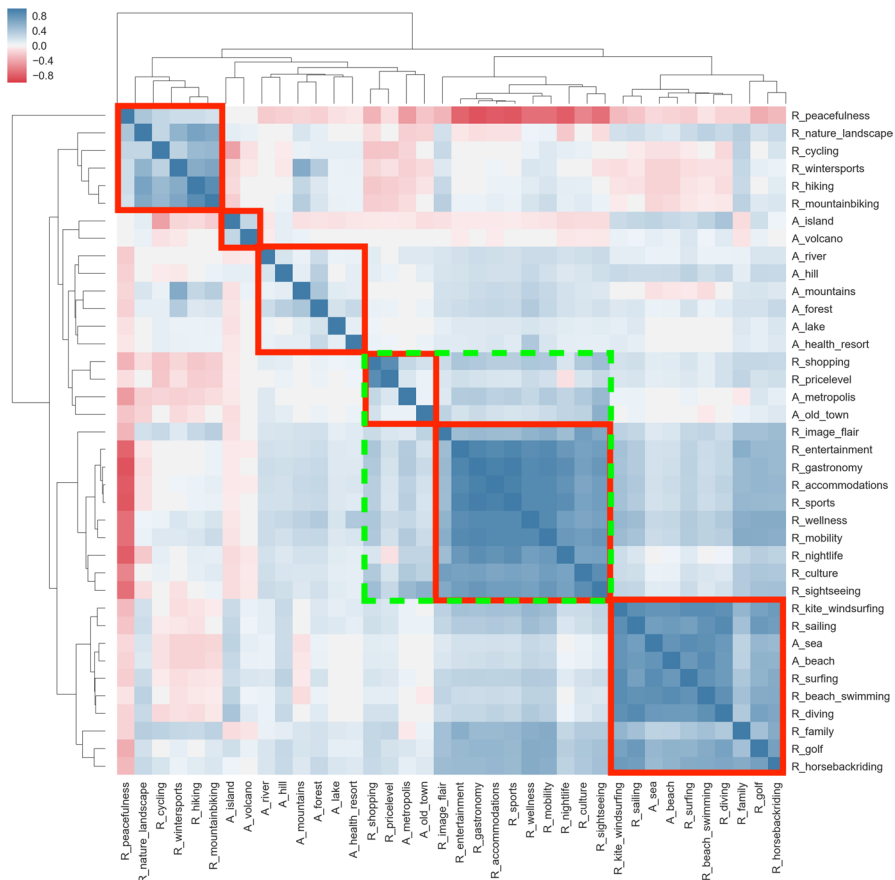 0.8
0.4
0.0
−0.4
−0.8
R_peacefulness
R_nature_landscape
R_cycling
R_wintersports
R_hiking
R_mountainbiking
A_island
A_volcano
A_river
A_hill
A_mountains
A_forest
A_lake
A_health_resort
R_shopping
R_pricelevel
A_metropolis
A_old_town
R_image_flair
R_entertainment
R_gastronomy
R_accommodations
R_sports
R_wellness
R_mobility
R_nightlife
R_culture
R_sightseeing
R_kite_windsurfing
R_sailing
A_sea
A_beach
R_surfing
R_beach_swimming
R_diving
R_family
R_golf
R_horsebackriding
R_peacefulness
R_nature_landscape
R_cycling
R_wintersports
R_hiking
R_mountainbiking
A_island
A_volcano
A_river
A_hill
A_mountains
A_forest
A_lake
A_health_resort
R_shopping
R_pricelevel
A_metropolis
A_old_town
R_image_flair
R_entertainment
R_gastronomy
R_accommodations
R_sports
R_wellness
R_mobility
R_nightlife
R_culture
R_sightseeing
R_kite_windsurfing
R_sailing
A_sea
A_beach
R_surfing
R_beach_swimming
R_diving
R_family
R_golf
R_horsebackriding